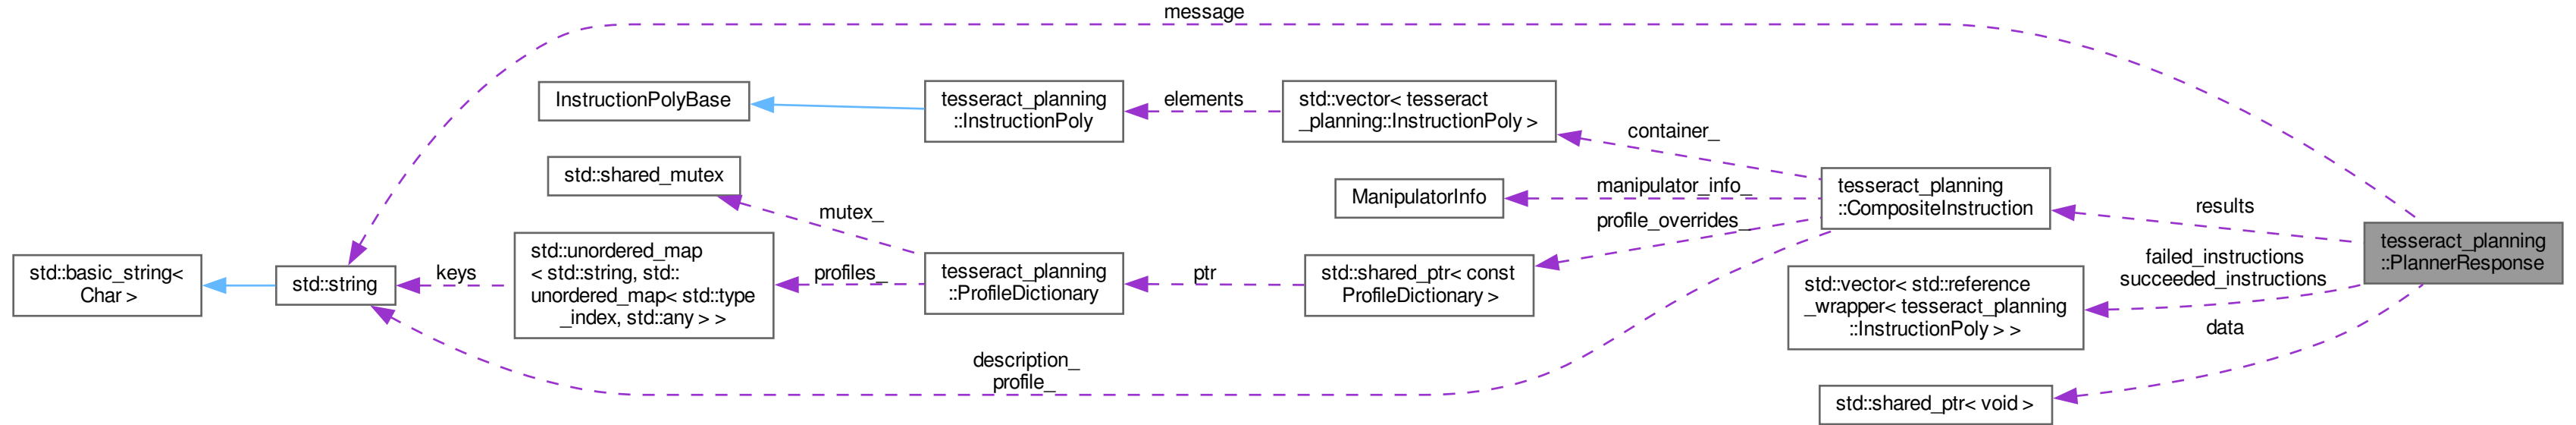 message
InstructionPolyBase
tesseract_planning
::InstructionPoly
elements
std::vector< tesseract
_planning::InstructionPoly >
container_
std::shared_mutex
mutex_
ManipulatorInfo
manipulator_info_
tesseract_planning
::CompositeInstruction
results
profile_overrides_
tesseract_planning
::PlannerResponse
std::basic_string<
Char >
std::string
keys
std::unordered_map
< std::string, std::
unordered_map< std::type
_index, std::any > >
profiles_
tesseract_planning
::ProfileDictionary
ptr
std::shared_ptr< const
ProfileDictionary >
failed_instructions
succeeded_instructions
std::vector< std::reference
_wrapper< tesseract_planning
::InstructionPoly > >
data
description_
profile_
std::shared_ptr< void >